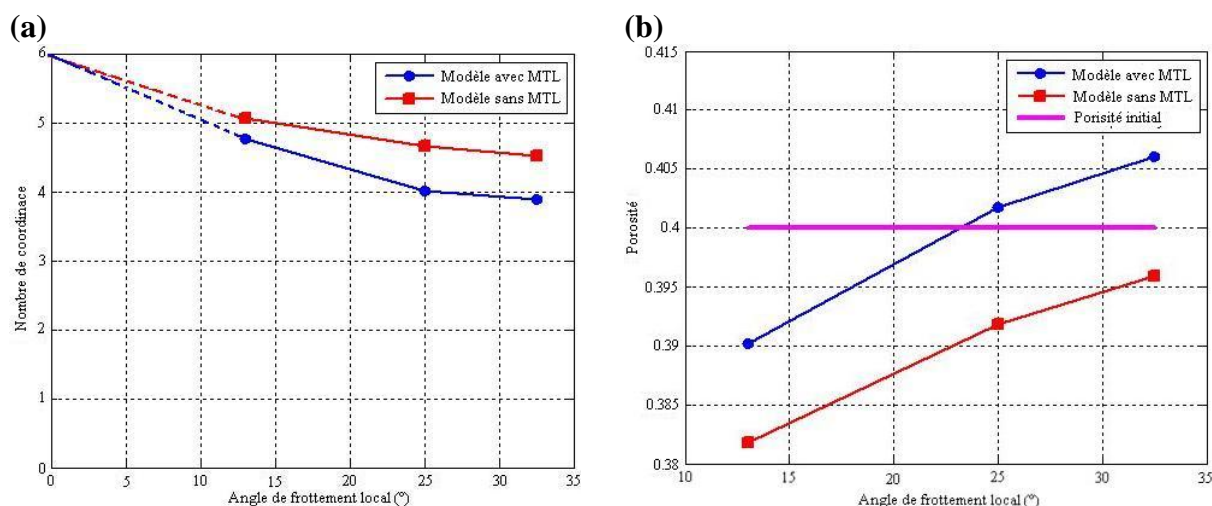 (a)
6
5
4
3
2
1
0
0
5
10
15
20
25
30
35
Nombre de coordinace
Angle de frottement local (°)
Modèle avec MTL
Modèle sans MTL
(b)
0.415
0.41
0.405
0.4
0.395
0.39
0.385
0.38
10
15
20
25
30
35
Porosité
Angle de frottement local (°)
Modèle avec MTL
Modèle sans MTL
Porisité initial